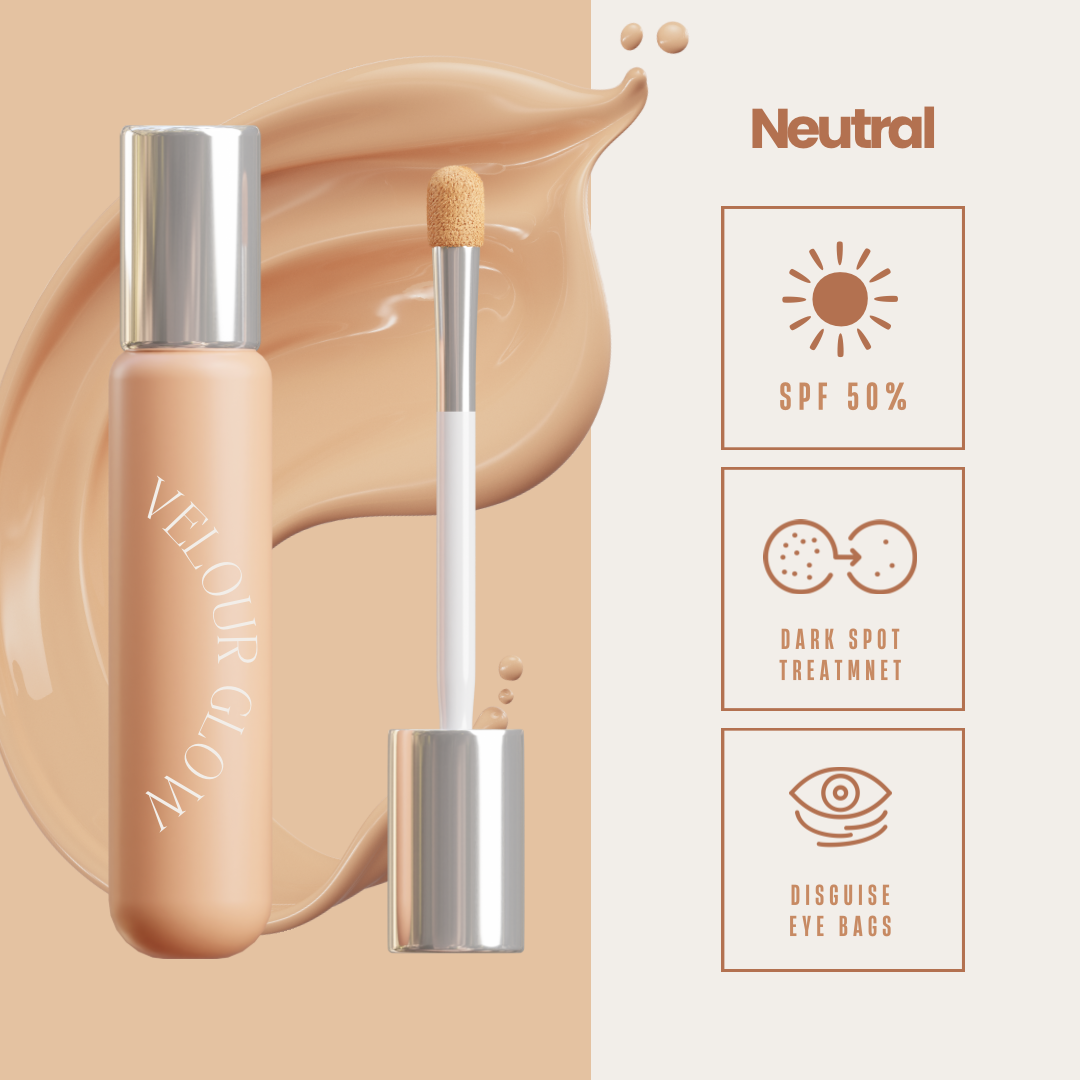 VELOUR GLOW
Neutral
SPF 50%
DARK SPOT
TREATMNET
DISGUISE
EYE BAGS